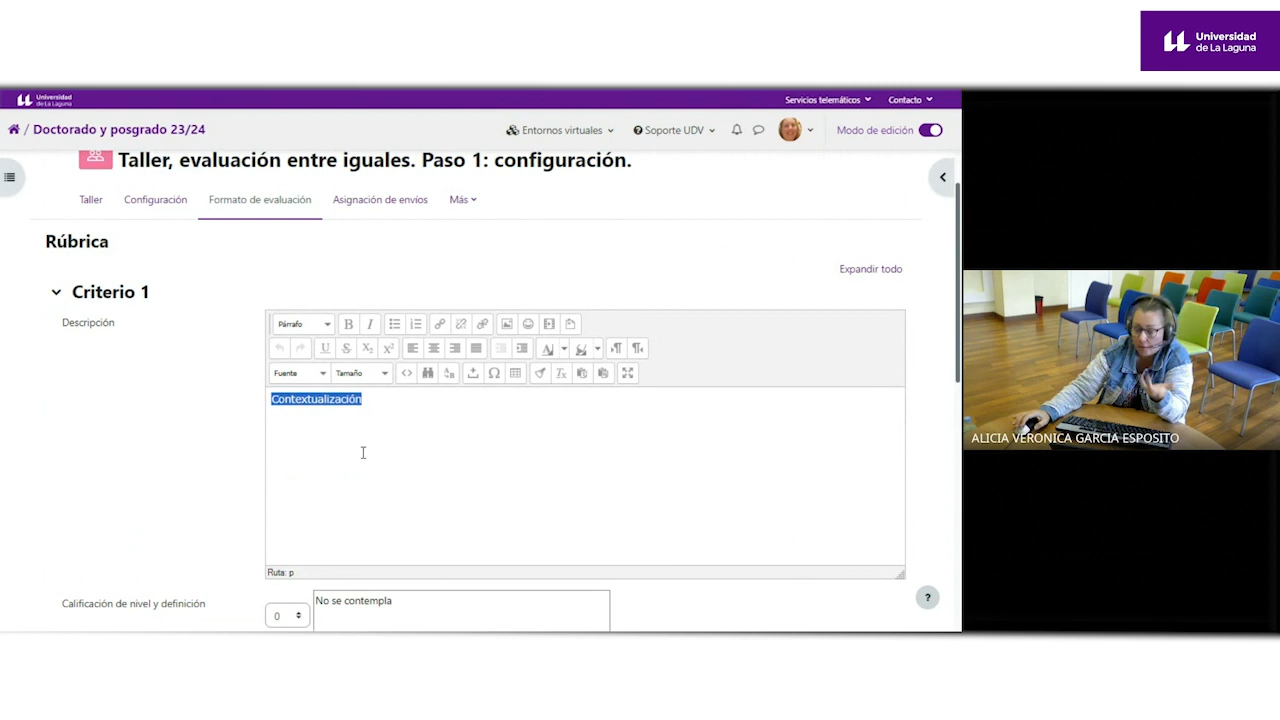 Universidad
de La Laguna
Universidad
de La Laguna
Servicios telemáticos
Contacto
/ Doctorado y posgrado 23/24
Entornos virtuales
Soporte UDV
Modo de edición
Taller, evaluación entre iguales. Paso 1: configuración.
Taller
Configuración
Formato de evaluación
Asignación de envíos
Más
Rúbrica
Expandir todo
Criterio 1
Descripción
Párrafo
B
I
U
S
X2
X2
A
Fuente
Tamaño
Ω
Tx
Contextualización
Ruta: p
Calificación de nivel y definición
0
No se contempla
?
ALICIA VERONICA GARCIA ESPOSITO